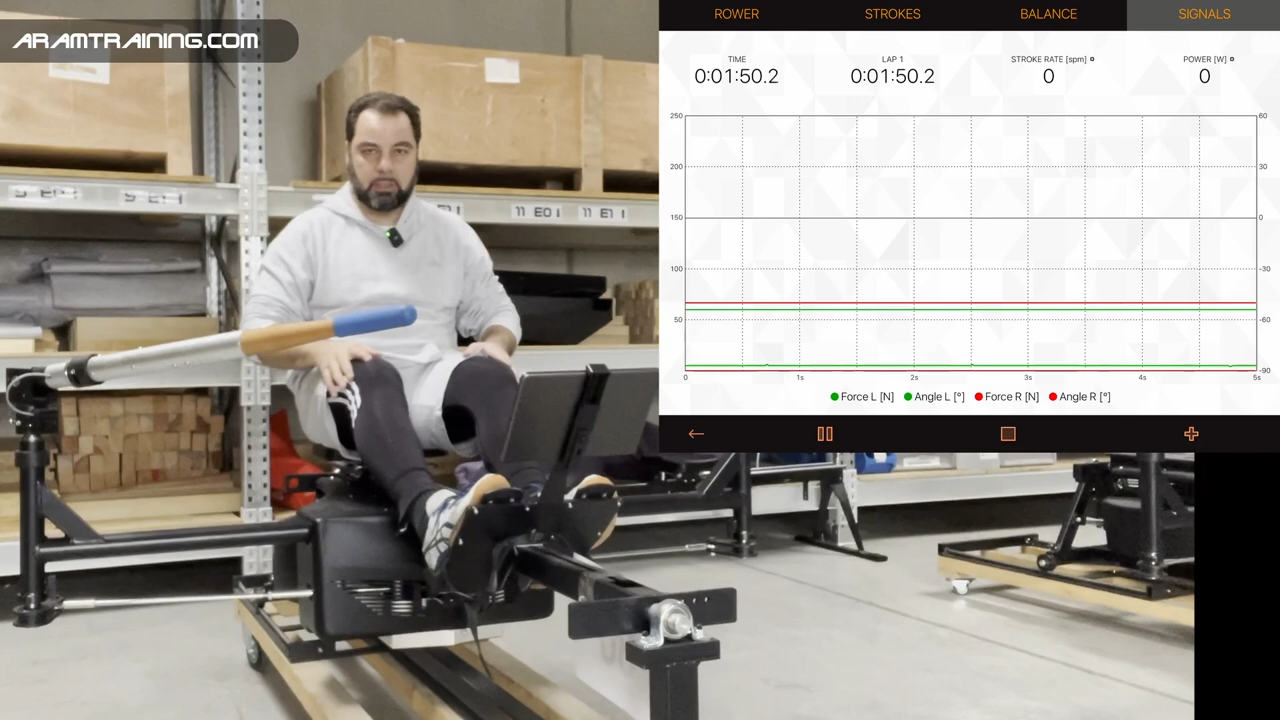 ARAMTRAINING.COM
ROWER STROKES BALANCE SIGNALS
TIME LAP 1 STROKE RATE [spm] POWER [W]
0:01:50.2 0:01:50.2 0 0
250 60
200 30
150 0
100 -30
50 -60
-90
0 1s 2s 3s 4s 5s
Force L [N] Angle L [°] Force R [N] Angle R [°]
11 E0 1 11 E1 1